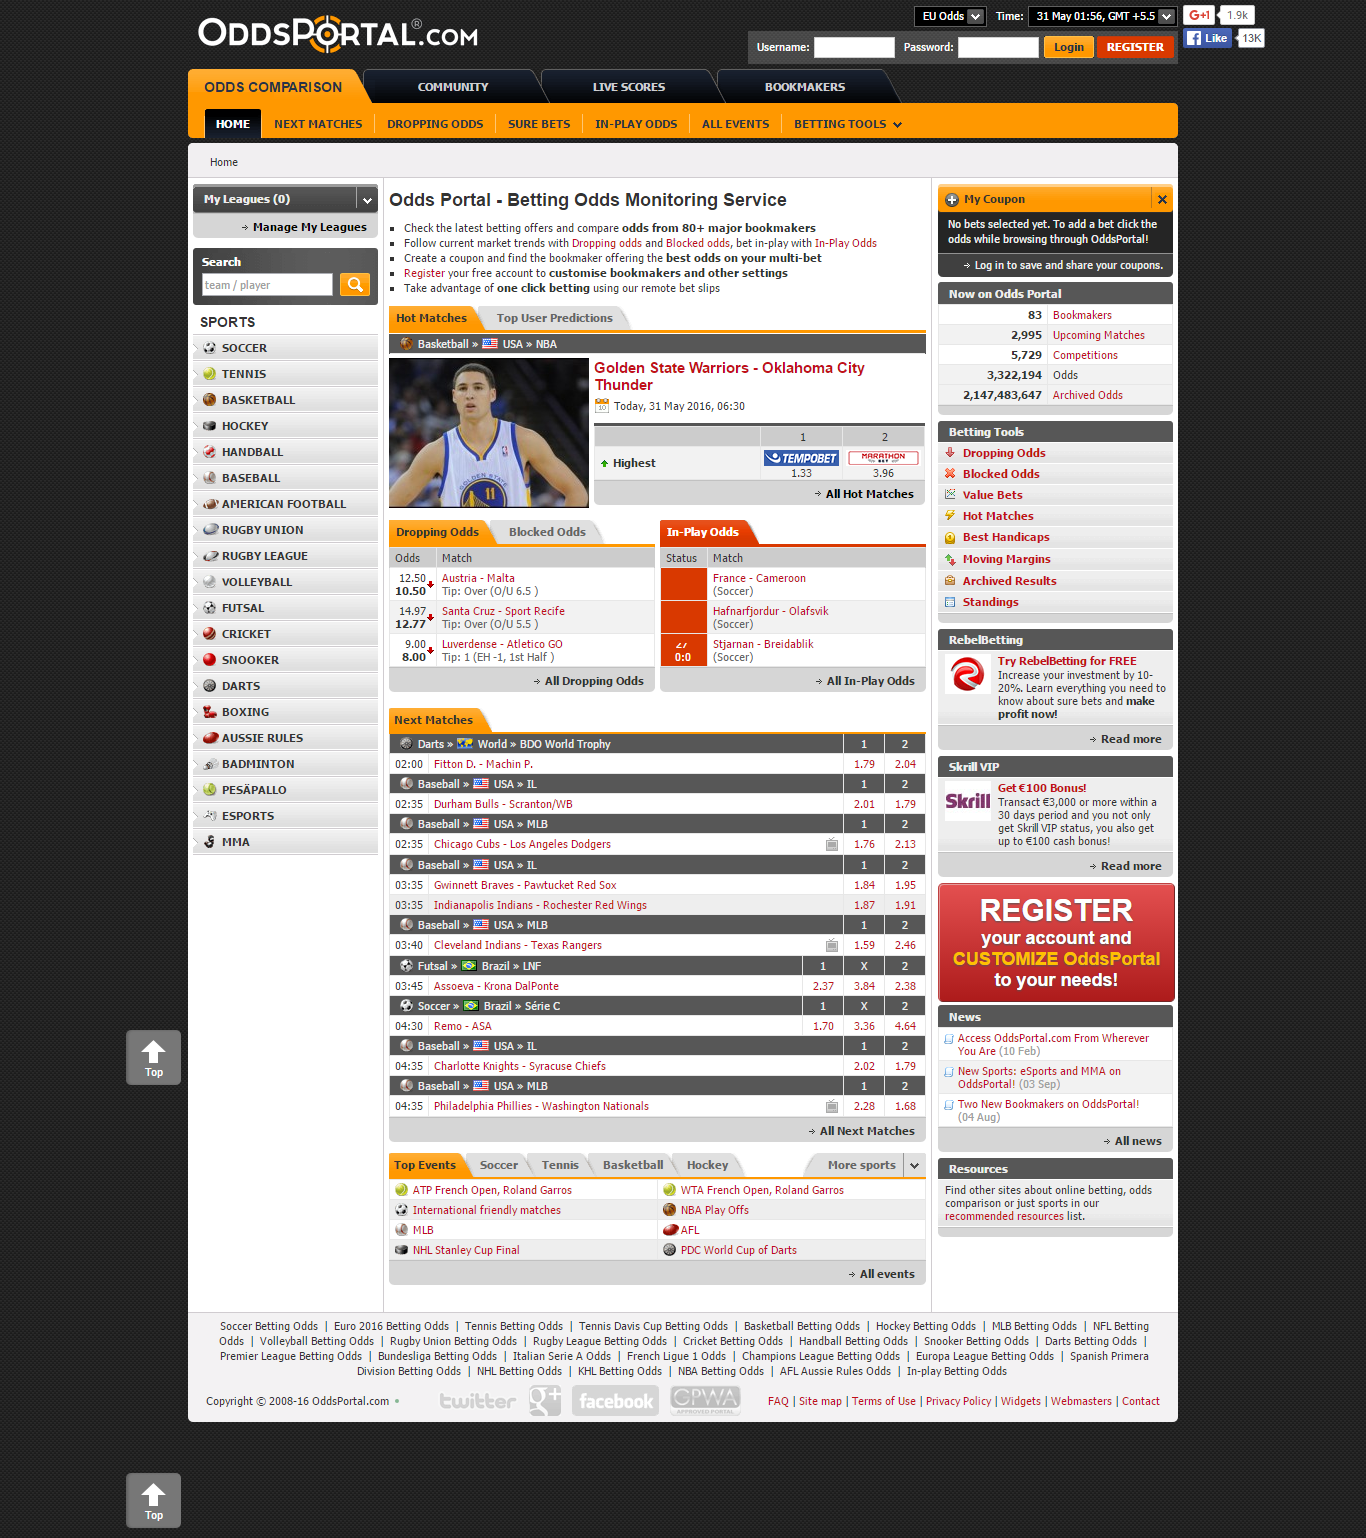 ODDSPORTAL®.COM
EU Odds
Time:
31 May 01:56, GMT +5.5
+1
1.9k
Like
13K
Username:
Password:
Login
REGISTER
ODDS COMPARISON
COMMUNITY
LIVE SCORES
BOOKMAKERS
HOME
NEXT MATCHES
DROPPING ODDS
SURE BETS
IN-PLAY ODDS
ALL EVENTS
BETTING TOOLS
Home
My Leagues (0)
Manage My Leagues
Search
team / player
SPORTS
SOCCER
TENNIS
BASKETBALL
HOCKEY
HANDBALL
BASEBALL
AMERICAN FOOTBALL
RUGBY UNION
RUGBY LEAGUE
VOLLEYBALL
FUTSAL
CRICKET
SNOOKER
DARTS
BOXING
AUSSIE RULES
BADMINTON
PESÄPALLO
ESPORTS
MMA
Odds Portal - Betting Odds Monitoring Service
Check the latest betting offers and compare odds from 80+ major bookmakers
Follow current market trends with Dropping odds and Blocked odds, bet in-play with In-Play Odds
Create a coupon and find the bookmaker offering the best odds on your multi-bet
Register your free account to customise bookmakers and other settings
Take advantage of one click betting using our remote bet slips
Hot Matches
Top User Predictions
Basketball » USA » NBA
GOLDEN STATE
11
Golden State Warriors - Oklahoma City
Thunder
10
Today, 31 May 2016, 06:30
1 2
Highest
TEMPOBET
MARATHON
BET
1.33 3.96
All Hot Matches
Dropping Odds
Blocked Odds
Odds Match
12.50 Austria - Malta
10.50 Tip: Over (O/U 6.5 )
14.97 Santa Cruz - Sport Recife
12.77 Tip: Over (O/U 5.5 )
9.00 Luverdense - Atletico GO
8.00 Tip: 1 (EH -1, 1st Half )
All Dropping Odds
In-Play Odds
Status Match
France - Cameroon
(Soccer)
Hafnarfjordur - Olafsvik
(Soccer)
27 Stjarnan - Breidablik
0:0 (Soccer)
All In-Play Odds
Next Matches
Darts » World » BDO World Trophy 1 2
02:00 Fitton D. - Machin P. 1.79 2.04
Baseball » USA » IL 1 2
02:35 Durham Bulls - Scranton/WB 2.01 1.79
Baseball » USA » MLB 1 2
02:35 Chicago Cubs - Los Angeles Dodgers 1.76 2.13
Baseball » USA » IL 1 2
03:35 Gwinnett Braves - Pawtucket Red Sox 1.84 1.95
03:35 Indianapolis Indians - Rochester Red Wings 1.87 1.91
Baseball » USA » MLB 1 2
03:40 Cleveland Indians - Texas Rangers 1.59 2.46
Futsal » Brazil » LNF 1 X 2
03:45 Assoeva - Krona DalPonte 2.37 3.84 2.38
Soccer » Brazil » Série C 1 X 2
04:30 Remo - ASA 1.70 3.36 4.64
Baseball » USA » IL 1 2
04:35 Charlotte Knights - Syracuse Chiefs 2.02 1.79
Baseball » USA » MLB 1 2
04:35 Philadelphia Phillies - Washington Nationals 2.28 1.68
All Next Matches
Top Events
Soccer
Tennis
Basketball
Hockey
More sports
ATP French Open, Roland Garros
WTA French Open, Roland Garros
International friendly matches
NBA Play Offs
MLB
AFL
NHL Stanley Cup Final
PDC World Cup of Darts
All events
My Coupon
No bets selected yet. To add a bet click the
odds while browsing through OddsPortal!
Log in to save and share your coupons.
Now on Odds Portal
83 Bookmakers
2,995 Upcoming Matches
5,729 Competitions
3,322,194 Odds
2,147,483,647 Archived Odds
Betting Tools
Dropping Odds
Blocked Odds
Value Bets
Hot Matches
Best Handicaps
Moving Margins
Archived Results
Standings
RebelBetting
Try RebelBetting for FREE
Increase your investment by 10-
20%. Learn everything you need to
know about sure bets and make
profit now!
Read more
Skrill VIP
Skrill
Get €100 Bonus!
Transact €3,000 or more within a
30 days period and you not only
get Skrill VIP status, you also get
up to €100 cash bonus!
Read more
REGISTER
your account and
CUSTOMIZE OddsPortal
to your needs!
News
Access OddsPortal.com From Wherever
You Are (10 Feb)
New Sports: eSports and MMA on
OddsPortal! (03 Sep)
Two New Bookmakers on OddsPortal!
(04 Aug)
All news
Resources
Find other sites about online betting, odds
comparison or just sports in our
recommended resources list.
Top
Soccer Betting Odds | Euro 2016 Betting Odds | Tennis Betting Odds | Tennis Davis Cup Betting Odds | Basketball Betting Odds | Hockey Betting Odds | MLB Betting Odds | NFL Betting
Odds | Volleyball Betting Odds | Rugby Union Betting Odds | Rugby League Betting Odds | Cricket Betting Odds | Handball Betting Odds | Snooker Betting Odds | Darts Betting Odds |
Premier League Betting Odds | Bundesliga Betting Odds | Italian Serie A Odds | French Ligue 1 Odds | Champions League Betting Odds | Europa League Betting Odds | Spanish Primera
Division Betting Odds | NHL Betting Odds | KHL Betting Odds | NBA Betting Odds | AFL Aussie Rules Odds | In-play Betting Odds
Copyright © 2008-16 OddsPortal.com
twitter
g+
facebook
GPWA
APPROVED PORTAL
FAQ | Site map | Terms of Use | Privacy Policy | Widgets | Webmasters | Contact
Top